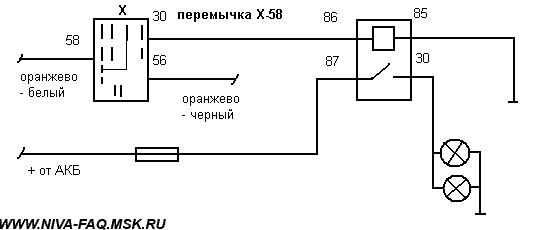 X
30
перемычка X-58
86
85
58
56
87
30
оранжево
- белый
II
оранжево
- черный
+ от АКБ
WWW.NIVA-FAQ.MSK.RU